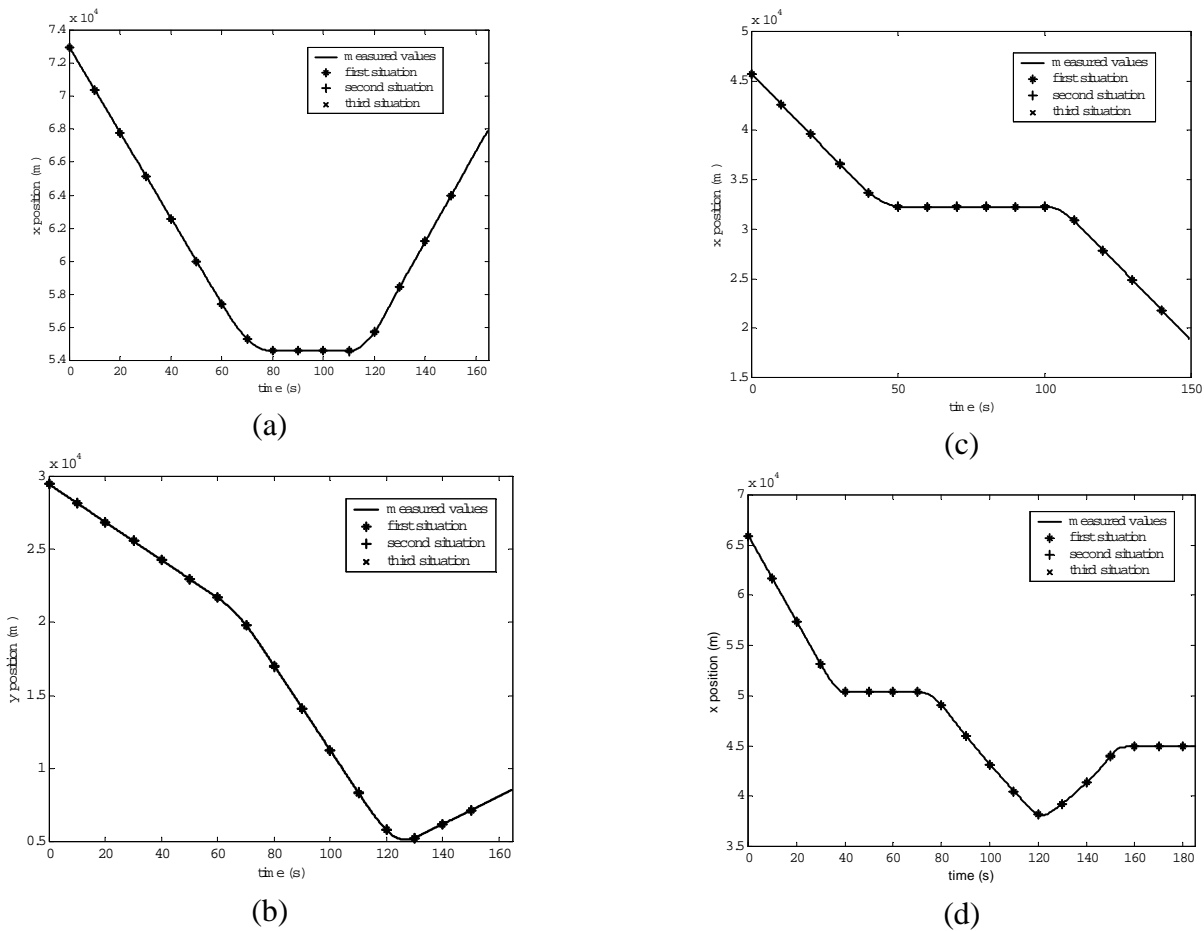 x 10^4
7.4
7.2
7
6.8
6.6
6.4
6.2
6
5.8
5.6
5.4
x position (m)
measured values
first situation
second situation
third situation
0 20 40 60 80 100 120 140 160
time (s)
(a)
x 10^4
3
2.5
2
1.5
1
0.5
y position (m)
measured values
first situation
second situation
third situation
0 20 40 60 80 100 120 140 160
time (s)
(b)
x 10^4
5
4.5
4
3.5
3
2.5
2
1.5
x position (m)
measured values
first situation
second situation
third situation
0 50 100 150
time (s)
(c)
x 10^4
7
6.5
6
5.5
5
4.5
4
3.5
x position (m)
measured values
first situation
second situation
third situation
0 20 40 60 80 100 120 140 160 180
time (s)
(d)